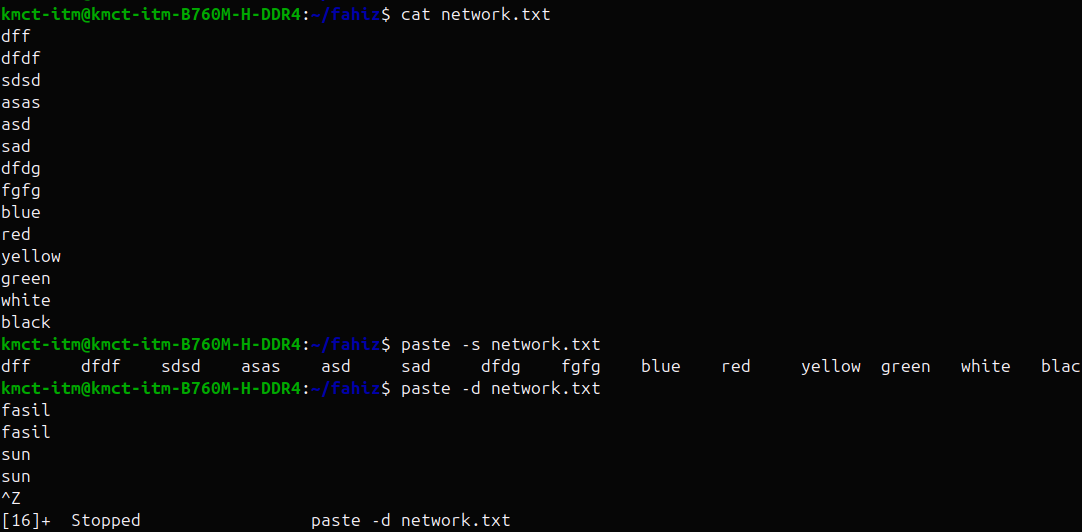 kmct-itm@kmct-itm-B760M-H-DDR4:~/fahiz$ cat network.txt
dff
dfdf
sdsd
asas
asd
sad
dfdg
fgfg
blue
red
yellow
green
white
black
kmct-itm@kmct-itm-B760M-H-DDR4:~/fahiz$ paste -s network.txt
dff dfdf sdsd asas asd sad dfdg fgfg blue red yellow green white blac
kmct-itm@kmct-itm-B760M-H-DDR4:~/fahiz$ paste -d network.txt
fasil
fasil
sun
sun
^Z
[16]+ Stopped paste -d network.txt